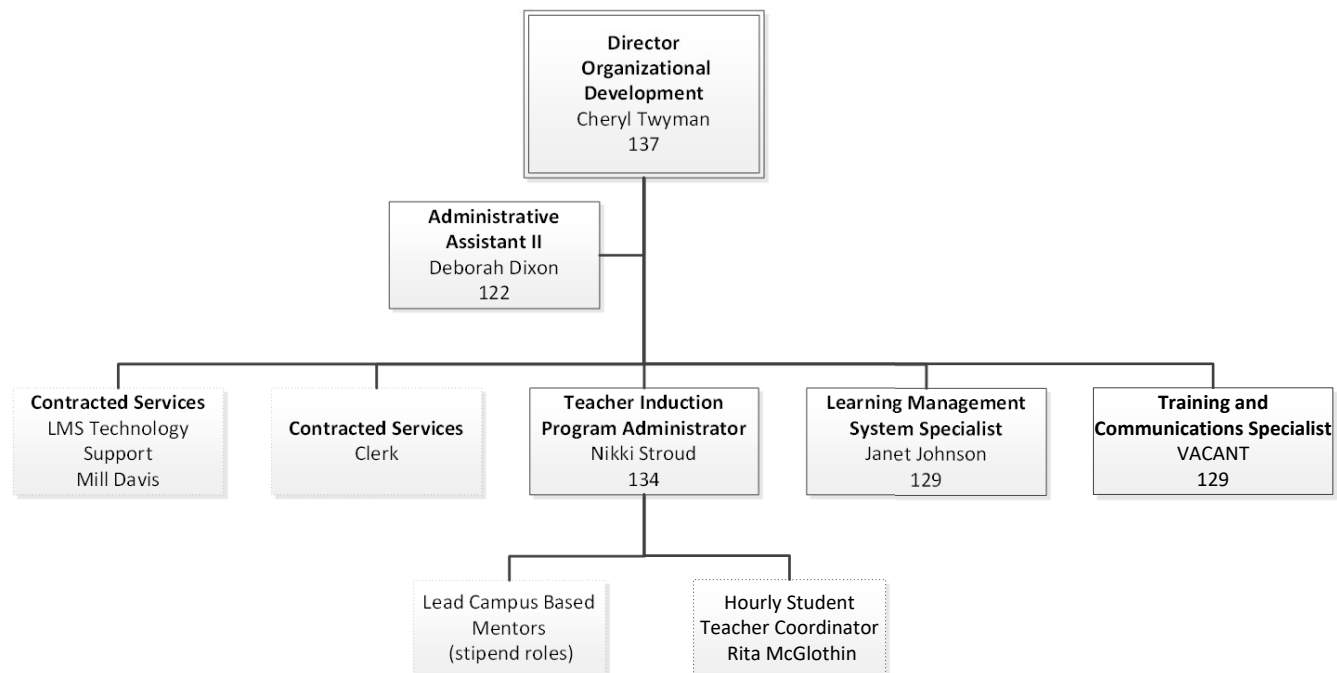 Director
Organizational
Development
Cheryl Twyman
137
Administrative
Assistant II
Deborah Dixon
122
Contracted Services
LMS Technology
Support
Mill Davis
Contracted Services
Clerk
Teacher Induction
Program Administrator
Nikki Stroud
134
Learning Management
System Specialist
Janet Johnson
129
Training and
Communications Specialist
VACANT
129
Lead Campus Based
Mentors
(stipend roles)
Hourly Student
Teacher Coordinator
Rita McGlothin